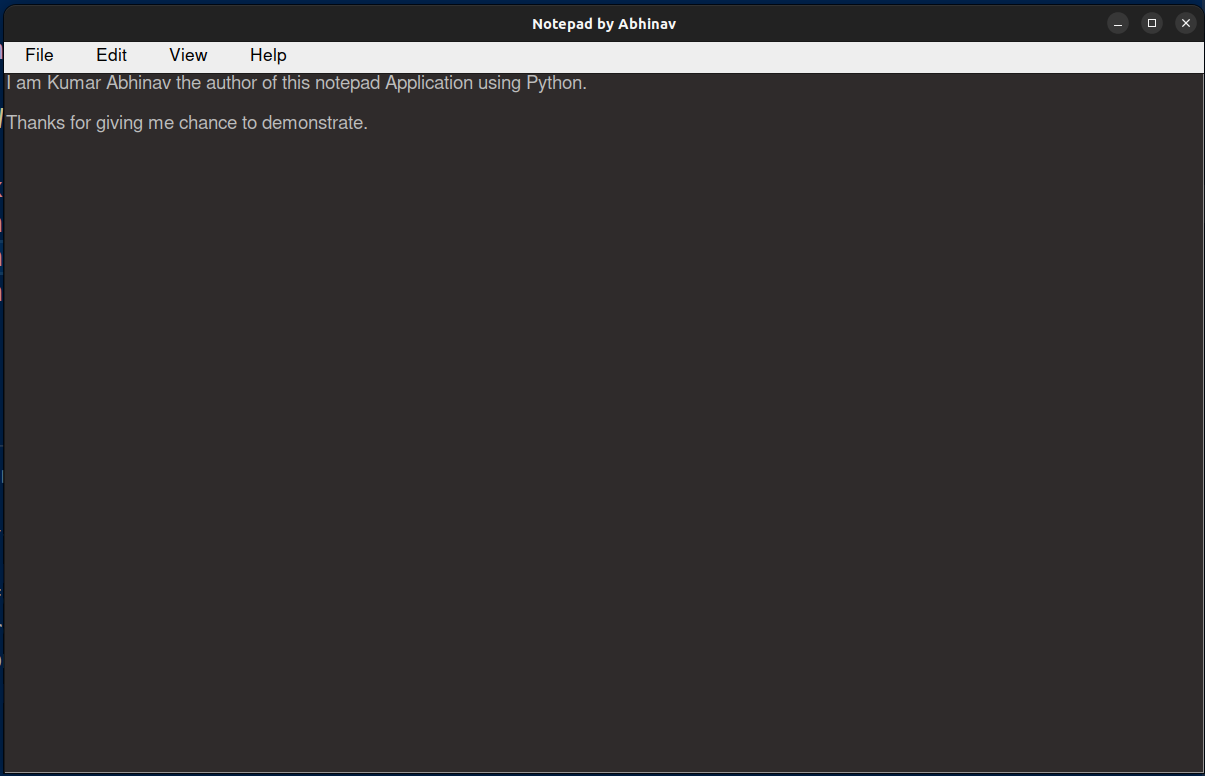 Notepad by Abhinav
File Edit View Help
I am Kumar Abhinav the author of this notepad Application using Python.
Thanks for giving me chance to demonstrate.